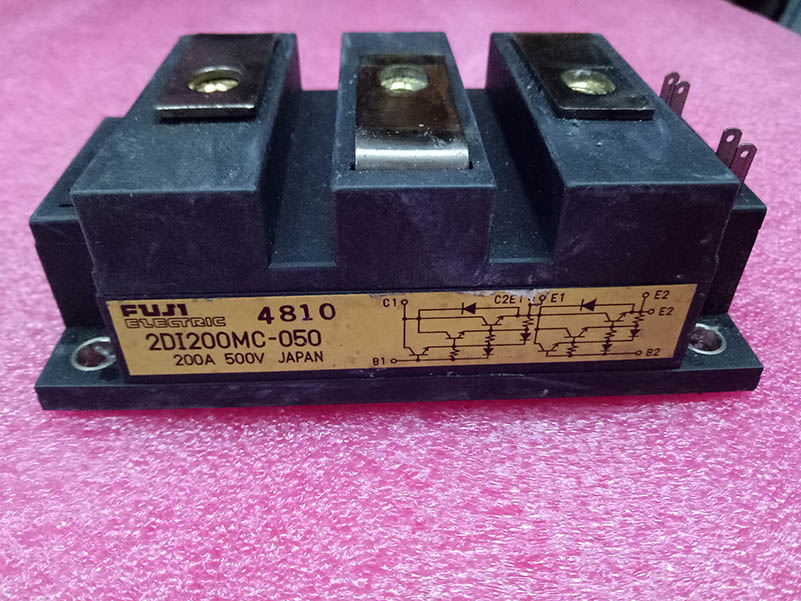 FUJI
ELECTRIC
4810
2DI200MC-050
200A 500V JAPAN
C1
C2E1
E1
E2
E2
B1
B2